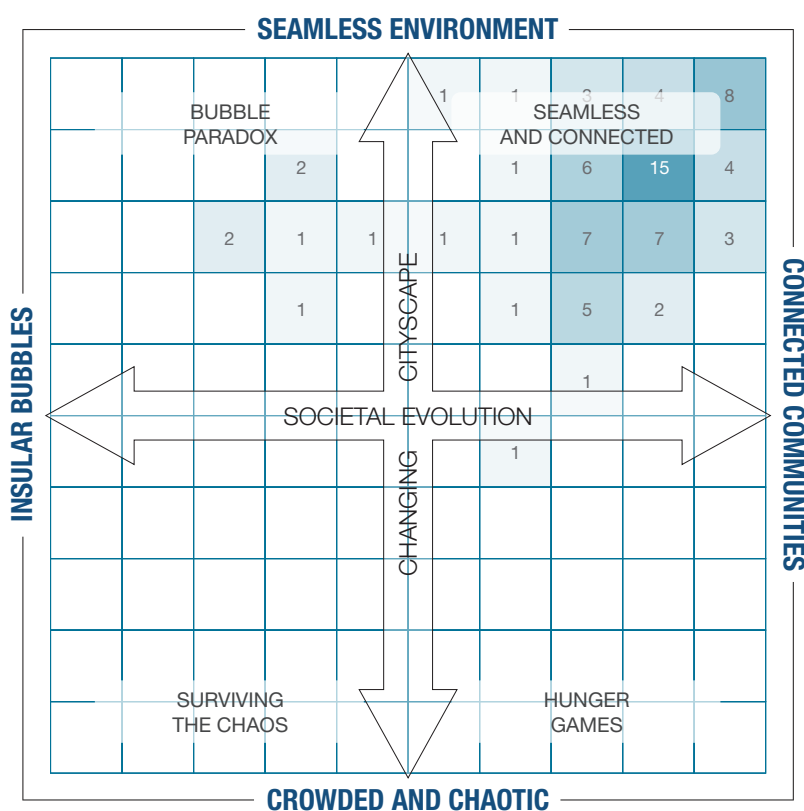 SEAMLESS ENVIRONMENT
1 1 3 4 8
BUBBLE
PARADOX
SEAMLESS
AND CONNECTED
2 1 6 15 4
2 1 1 1 1 7 7 3
1 1 5 2
1
INSULAR BUBBLES
CONNECTED COMMUNITIES
SOCIETAL EVOLUTION
CHANGING CITYSCAPE
1
SURVIVING
THE CHAOS
HUNGER
GAMES
CROWDED AND CHAOTIC